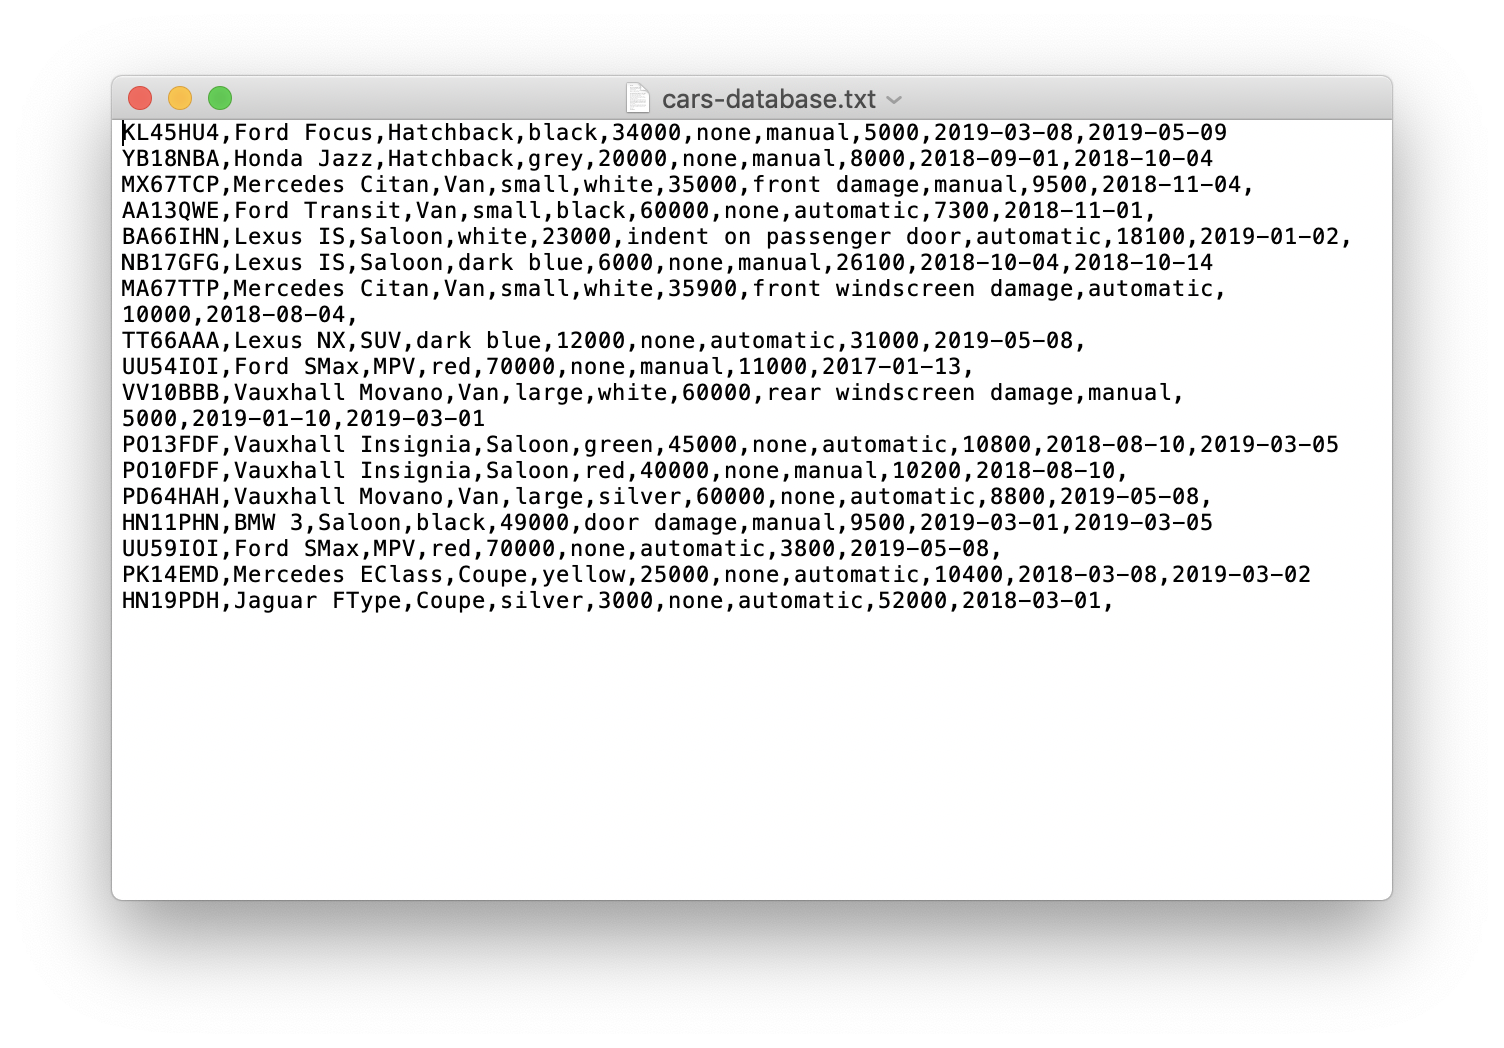 cars-database.txt
KL45HU4,Ford Focus,Hatchback,black,34000,none,manual,5000,2019-03-08,2019-05-09
YB18NBA,Honda Jazz,Hatchback,grey,20000,none,manual,8000,2018-09-01,2018-10-04
MX67TCP,Mercedes Citan,Van,small,white,35000,front damage,manual,9500,2018-11-04,
AA13QWE,Ford Transit,Van,small,black,60000,none,automatic,7300,2018-11-01,
BA66IHN,Lexus IS,Saloon,white,23000,indent on passenger door,automatic,18100,2019-01-02,
NB17GFG,Lexus IS,Saloon,dark blue,6000,none,manual,26100,2018-10-04,2018-10-14
MA67TTP,Mercedes Citan,Van,small,white,35900,front windscreen damage,automatic,
10000,2018-08-04,
TT66AAA,Lexus NX,SUV,dark blue,12000,none,automatic,31000,2019-05-08,
UU54IOI,Ford SMax,MPV,red,70000,none,manual,11000,2017-01-13,
VV10BBB,Vauxhall Movano,Van,large,white,60000,rear windscreen damage,manual,
5000,2019-01-10,2019-03-01
PO13FDF,Vauxhall Insignia,Saloon,green,45000,none,automatic,10800,2018-08-10,2019-03-05
PO10FDF,Vauxhall Insignia,Saloon,red,40000,none,manual,10200,2018-08-10,
PD64HAH,Vauxhall Movano,Van,large,silver,60000,none,automatic,8800,2019-05-08,
HN11PHN,BMW 3,Saloon,black,49000,door damage,manual,9500,2019-03-01,2019-03-05
UU59IOI,Ford SMax,MPV,red,70000,none,automatic,3800,2019-05-08,
PK14EMD,Mercedes EClass,Coupe,yellow,25000,none,automatic,10400,2018-03-08,2019-03-02
HN19PDH,Jaguar FType,Coupe,silver,3000,none,automatic,52000,2018-03-01,